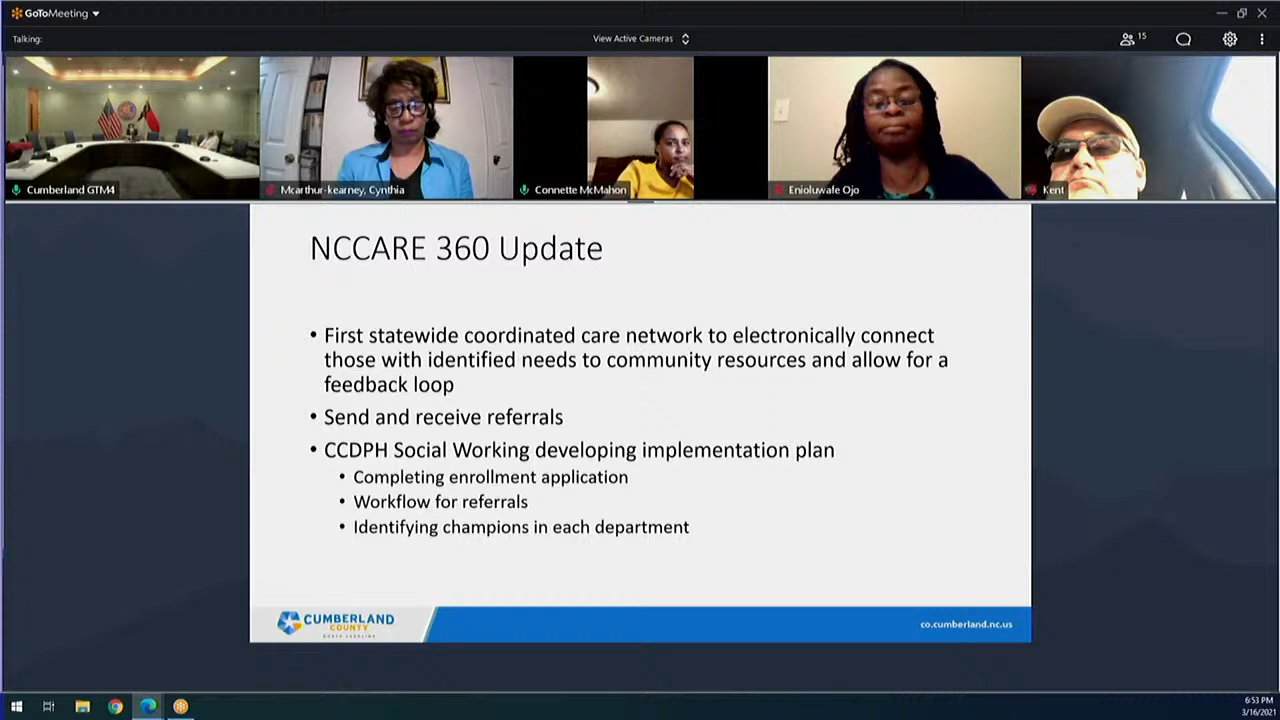 GoToMeeting
Talking:
View Active Cameras
15
Cumberland GTM4
Mcarthur-kearney, Cynthia
Connette McMahon
Enioluwafe Ojo
Kent
NCCARE 360 Update
• First statewide coordinated care network to electronically connect
those with identified needs to community resources and allow for a
feedback loop
• Send and receive referrals
• CCDPH Social Working developing implementation plan
• Completing enrollment application
• Workflow for referrals
• Identifying champions in each department
CUMBERLAND
COUNTY
NORTH CAROLINA
co.cumberland.nc.us
6:53 PM
3/16/2021